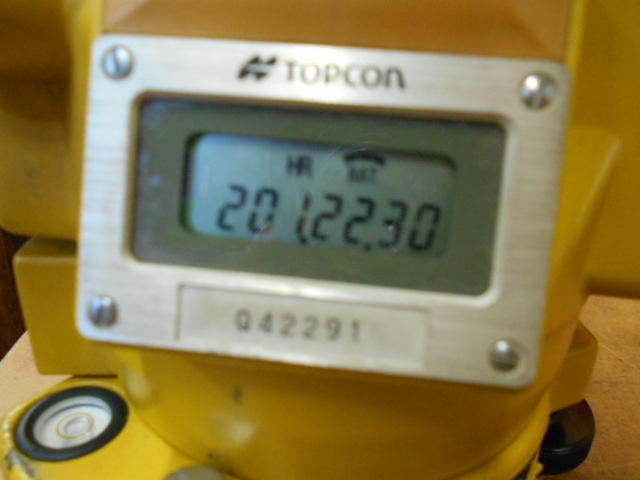 TOPCON
HR BAT
201.22.30
Q42291